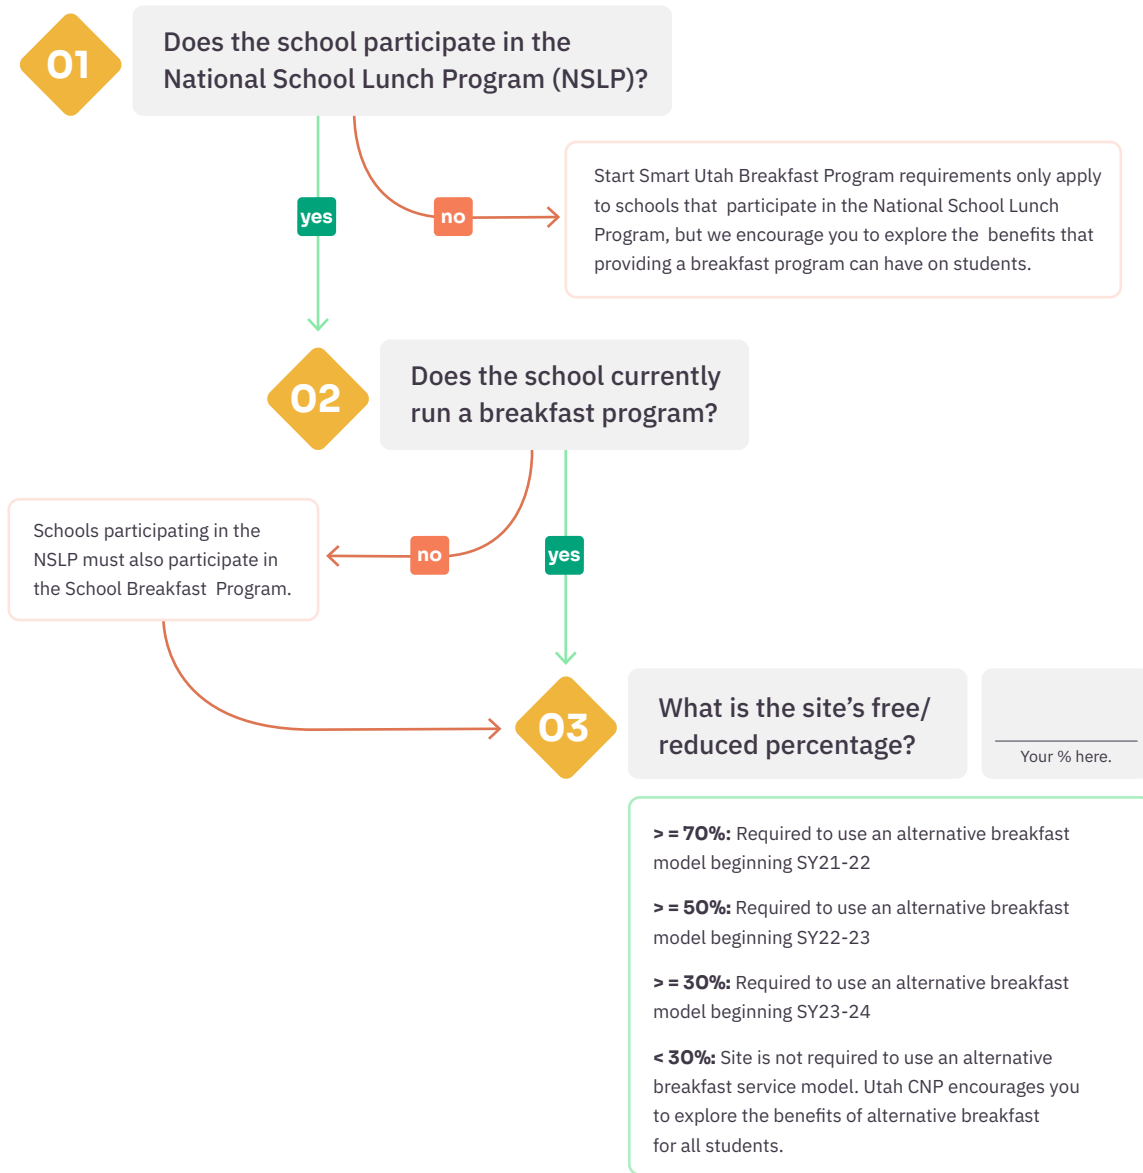 01
Does the school participate in the
National School Lunch Program (NSLP)?
yes
no
Start Smart Utah Breakfast Program requirements only apply
to schools that participate in the National School Lunch
Program, but we encourage you to explore the benefits that
providing a breakfast program can have on students.
02
Does the school currently
run a breakfast program?
no
yes
Schools participating in the
NSLP must also participate in
the School Breakfast Program.
03
What is the site’s free/
reduced percentage?
Your % here.
> = 70%: Required to use an alternative breakfast
model beginning SY21-22
> = 50%: Required to use an alternative breakfast
model beginning SY22-23
> = 30%: Required to use an alternative breakfast
model beginning SY23-24
< 30%: Site is not required to use an alternative
breakfast service model. Utah CNP encourages you
to explore the benefits of alternative breakfast
for all students.